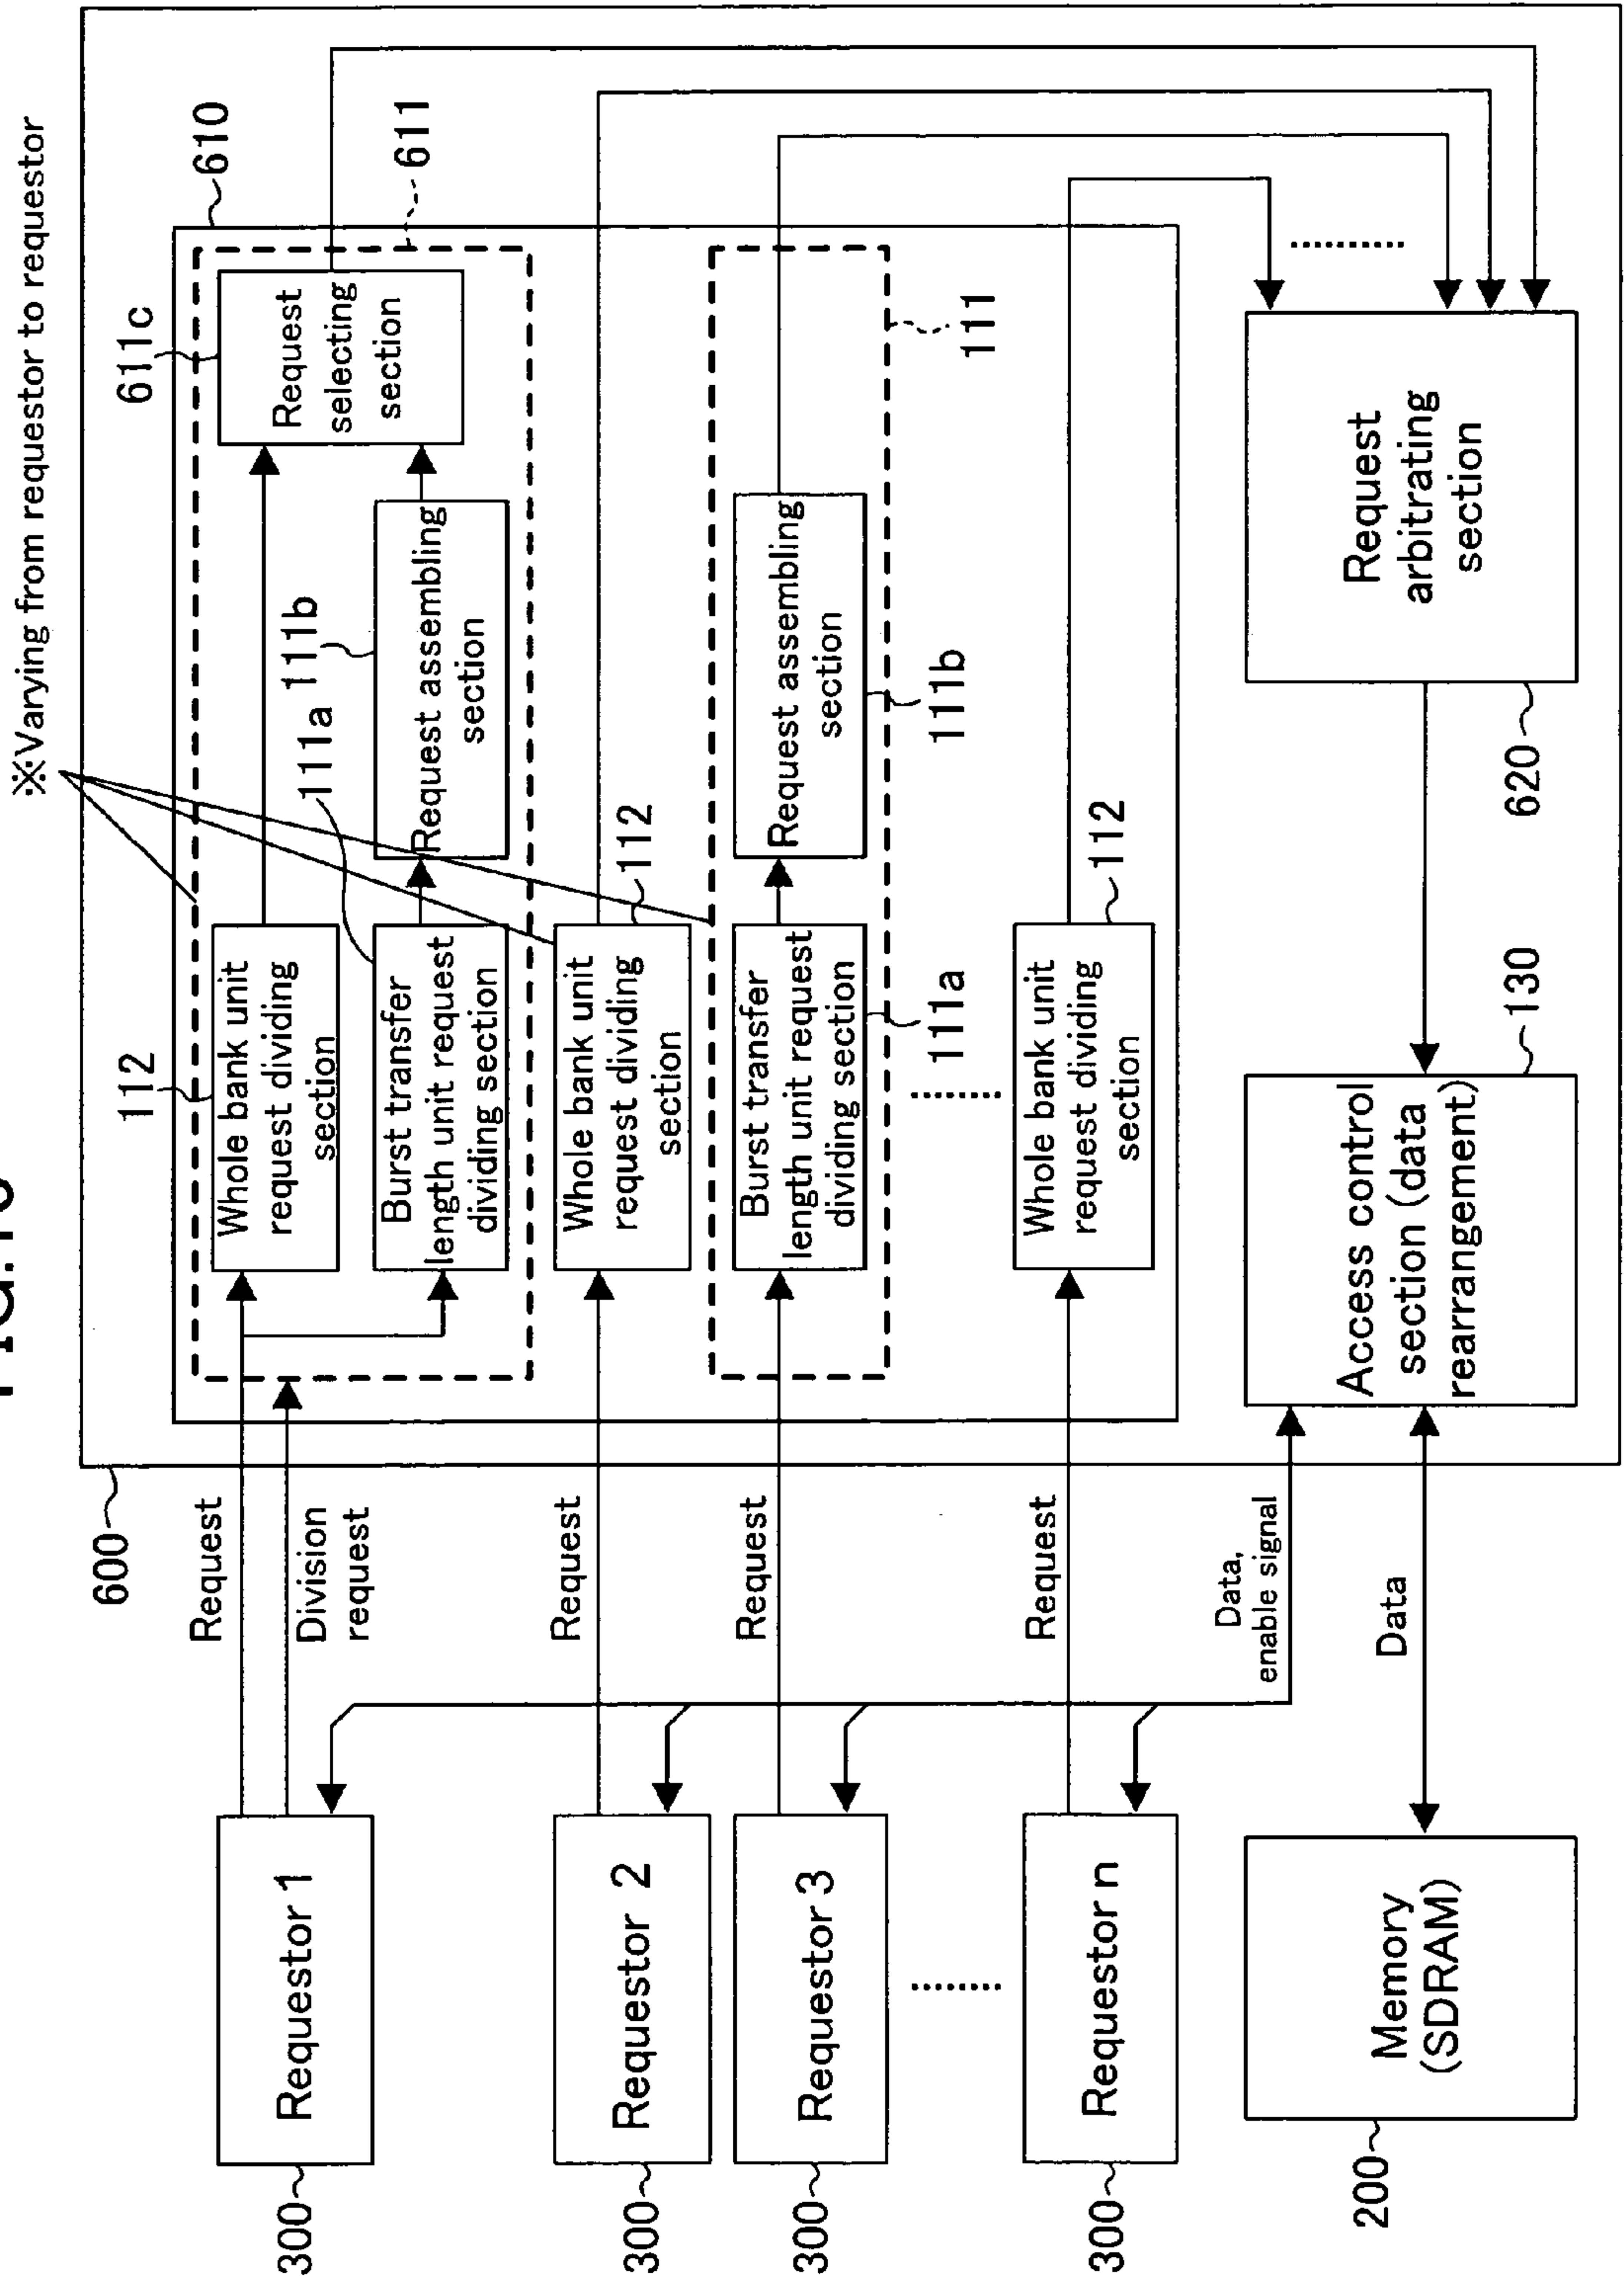 ※Varying from requestor to requestor
600
610
611
611c
112
111a
111b
300
Requestor 1
Request
Division
request
Whole bank unit
request dividing
section
Burst transfer
length unit request
dividing section
Request assembling
section
Request
selecting
section
300
Requestor 2
Request
Whole bank unit
request dividing
section
112
300
Requestor 3
Request
Burst transfer
length unit request
dividing section
111a
Request assembling
section
111b
111
300
Requestor n
Request
Whole bank unit
request dividing
section
112
Data,
enable signal
200
Memory
(SDRAM)
Data
Access control
section (data
rearrangement)
130
Request
arbitrating
section
620